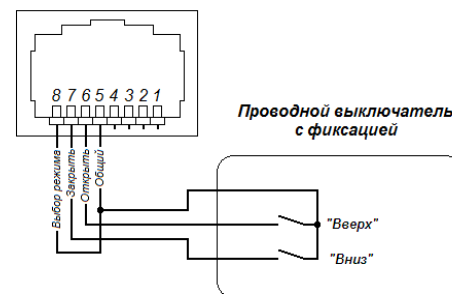 8 7 6 5 4 3 2 1
Выбор режима
Закрыть
Открыть
Общий
Проводной выключатель
с фиксацией
"Вверх"
"Вниз"